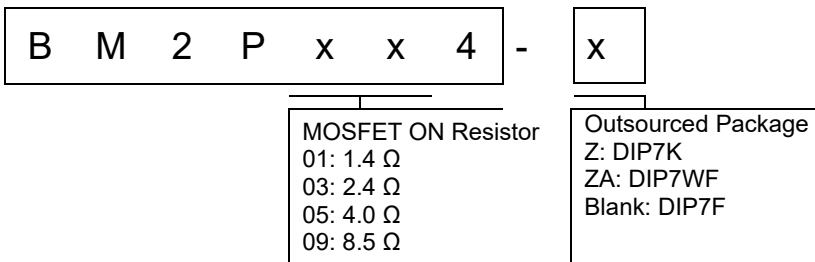 B M 2 P x x 4 - x
MOSFET ON Resistor
01: 1.4 Ω
03: 2.4 Ω
05: 4.0 Ω
09: 8.5 Ω
Outsourced Package
Z: DIP7K
ZA: DIP7WF
Blank: DIP7F